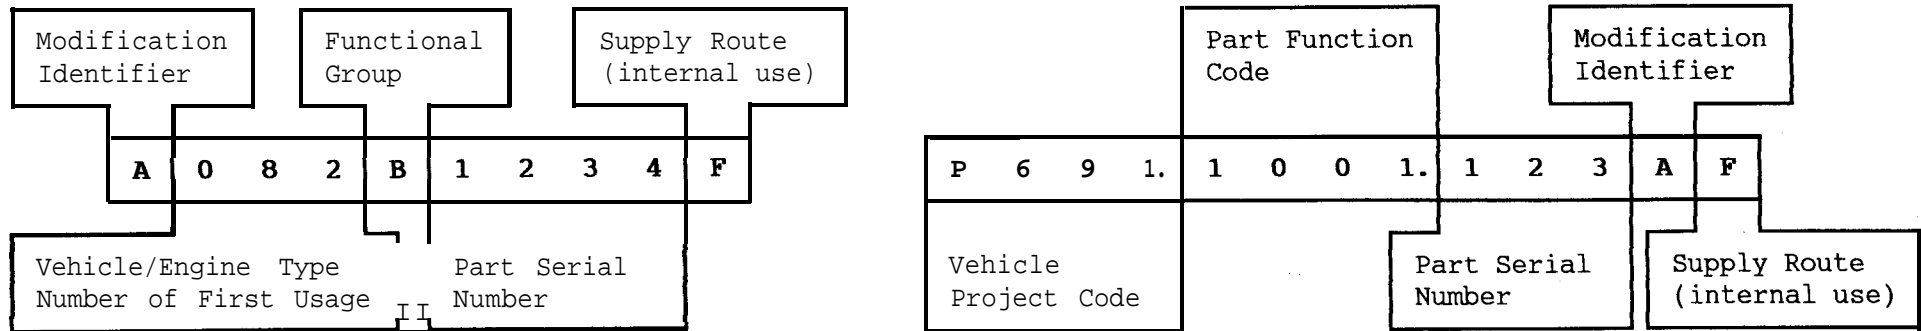 Modification
Identifier
Functional
Group
Supply Route
(internal use)
A 0 8 2 B 1 2 3 4 F
Vehicle/Engine Type
Number of First Usage
Part Serial
Number
Part Function
Code
Modification
Identifier
P 6 9 1. 1 0 0 1. 1 2 3 A F
Vehicle
Project Code
Part Serial
Number
Supply Route
(internal use)